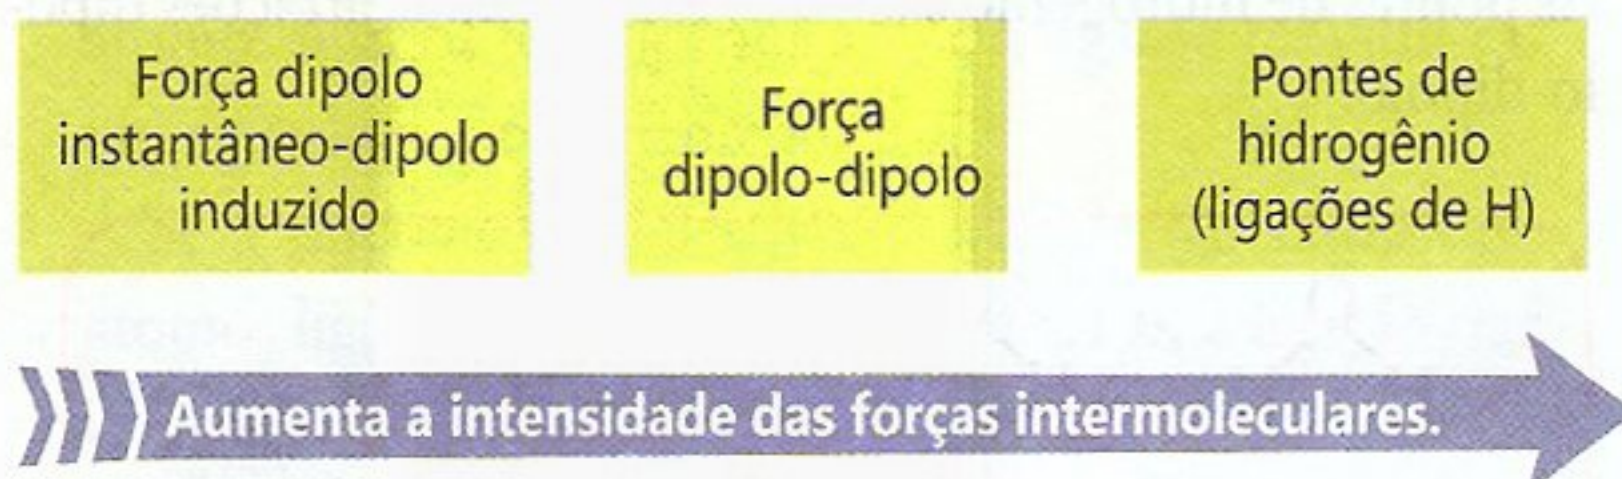 Força dipolo
instantâneo-dipolo
induzido
Força
dipolo-dipolo
Pontes de
hidrogênio
(ligações de H)
Aumenta a intensidade das forças intermoleculares.